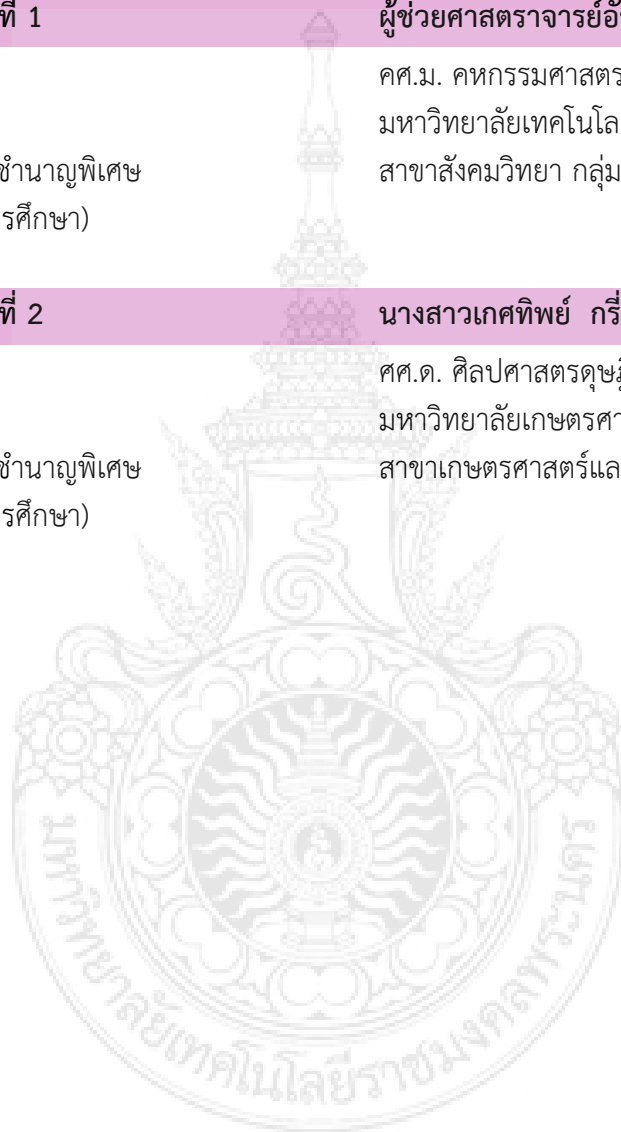 ที่ 1 ผู้ช่วยศาสตราจารย์
คศ.ม. คหกรรมศาสตร
มหาวิทยาลัยเทคโนโล
ชำนาญพิเศษ สาขาสังคมวิทยา กลุ่ม
รศึกษา)
ที่ 2 นางสาวเกศทิพย์ กรี่
ศศ.ด. ศิลปศาสตรดุษฎี
มหาวิทยาลัยเกษตรศา
ชำนาญพิเศษ สาขาเกษตรศาสตร์แล
รศึกษา)
มหาวิทยาลัยเทคโนโลยีราชมงคลพระนคร